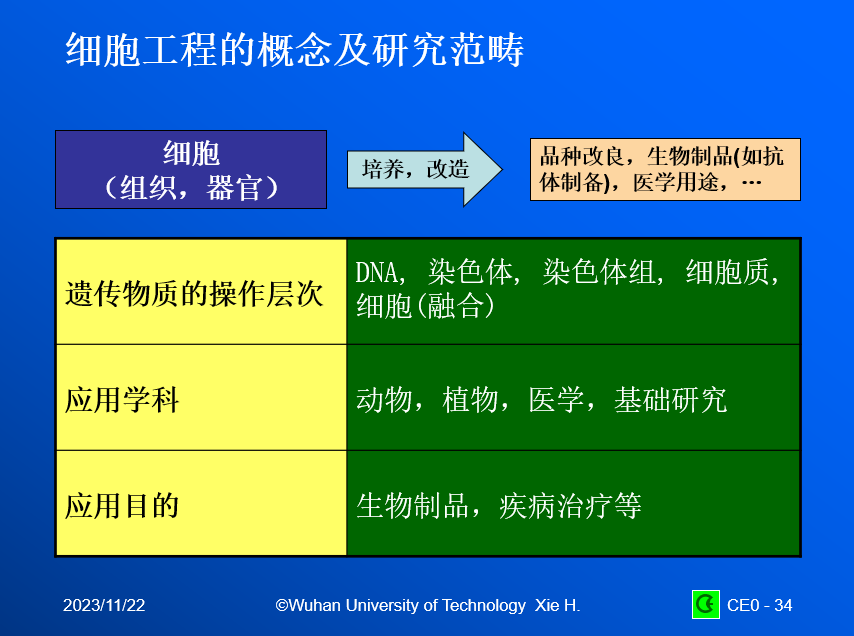 细胞工程的概念及研究范畴
细胞
（组织，器官）
培养，改造
品种改良，生物制品(如抗
体制备)，医学用途，…
遗传物质的操作层次
DNA, 染色体, 染色体组, 细胞质,
细胞(融合)
应用学科
动物，植物，医学，基础研究
应用目的
生物制品，疾病治疗等
2023/11/22
©Wuhan University of Technology Xie H.
CE0 - 34